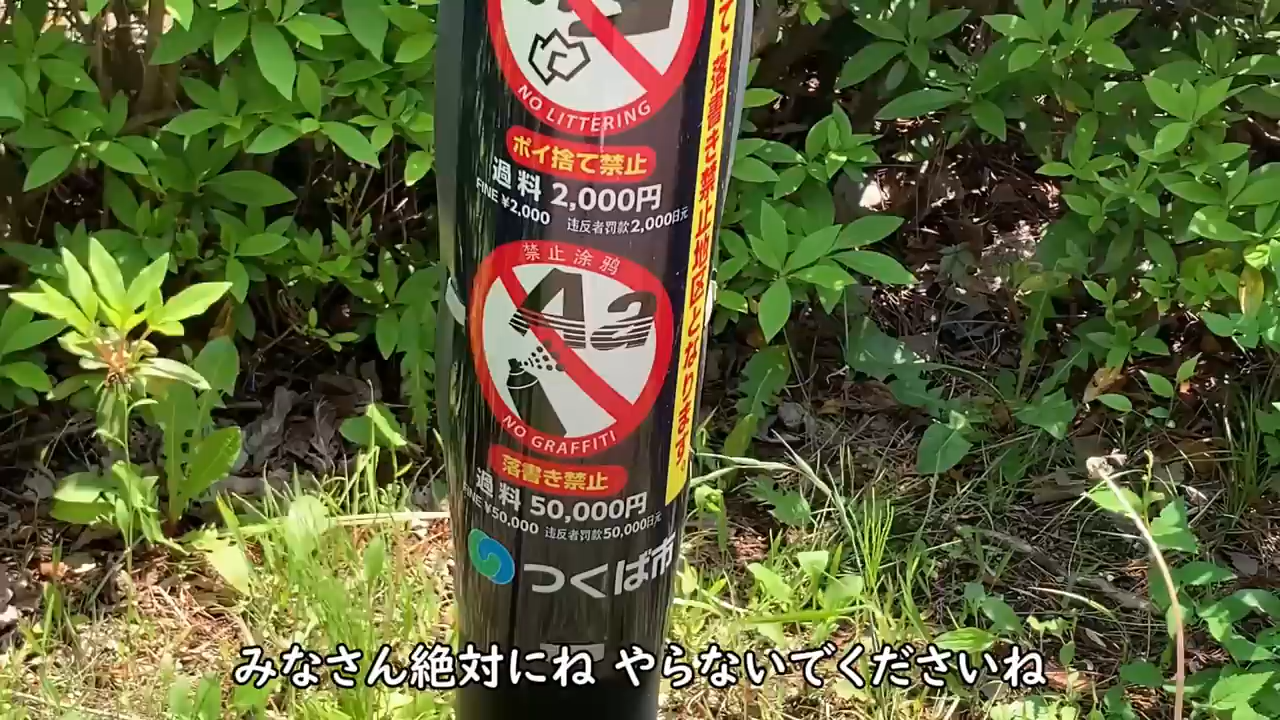 NO LITTERING
ポイ捨て禁止
過料 2,000円
FINE ¥2,000 违反者罚款2,000日元
禁止涂鸦
Aa
NO GRAFFITI
落書き禁止
過料 50,000円
FINE ¥50,000 违反者罚款50,000日元
つくば市
て・落書き禁止地区となります。
みなさん絶対にね やらないでくださいね